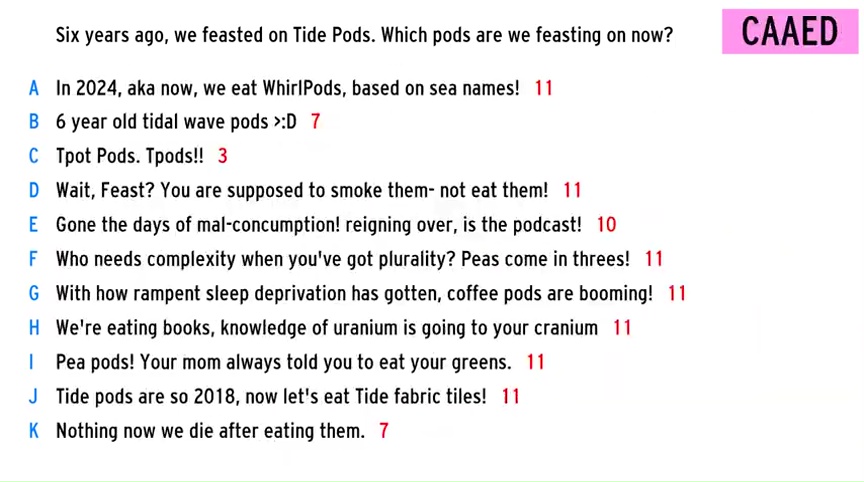 Six years ago, we feasted on Tide Pods. Which pods are we feasting on now?
CAAED
A In 2024, aka now, we eat WhirlPods, based on sea names! 11
B 6 year old tidal wave pods >:D 7
C Tpot Pods. Tpods!! 3
D Wait, Feast? You are supposed to smoke them- not eat them! 11
E Gone the days of mal-concumption! reigning over, is the podcast! 10
F Who needs complexity when you've got plurality? Peas come in threes! 11
G With how rampent sleep deprivation has gotten, coffee pods are booming! 11
H We're eating books, knowledge of uranium is going to your cranium 11
I Pea pods! Your mom always told you to eat your greens. 11
J Tide pods are so 2018, now let's eat Tide fabric tiles! 11
K Nothing now we die after eating them. 7